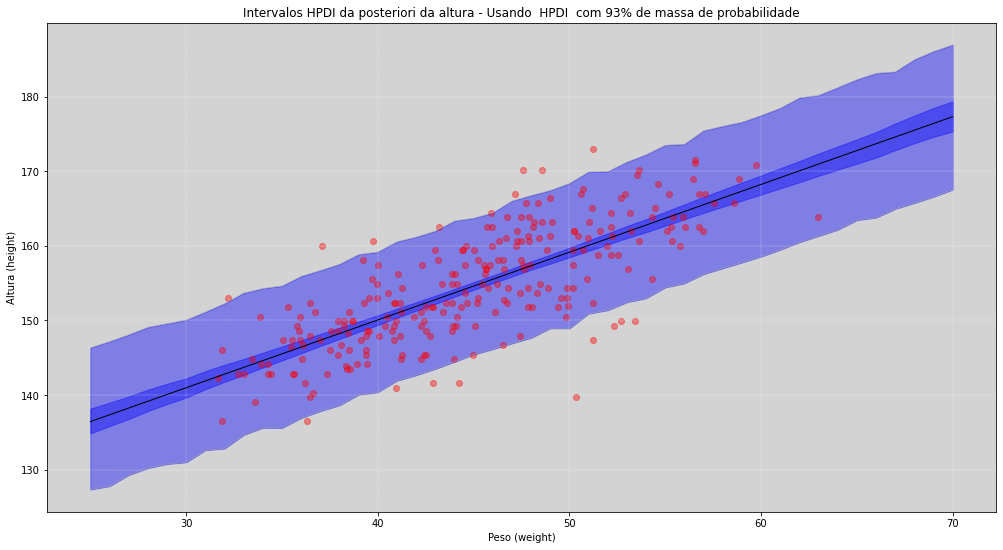 Intervalos HPDI da posteriori da altura - Usando  HPDI  com 93% de massa de probabilidade
Altura (height)
180
170
160
150
140
130
30 40 50 60 70
Peso (weight)